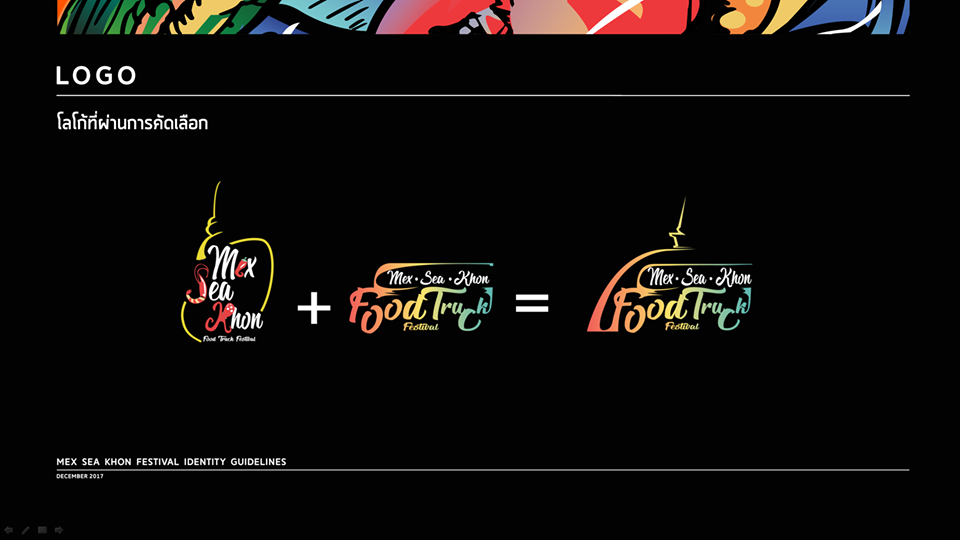 LOGO
โลโก้ที่ผ่านการคัดเลือก
Mex
Sea
Khon
Food Truck Festival
+
Mex • Sea • Khon
Food Truck
Festival
=
Mex • Sea • Khon
Food Truck
Festival
MEX SEA KHON FESTIVAL IDENTITY GUIDELINES
DECEMBER 2017